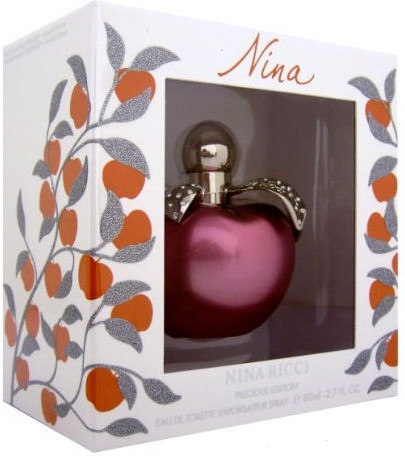 Nina
NINA RICCI
PRECIOUS EDITION
EAU DE TOILETTE VAPORISATEUR SPRAY 80ml - 2.7 FL. OZ.